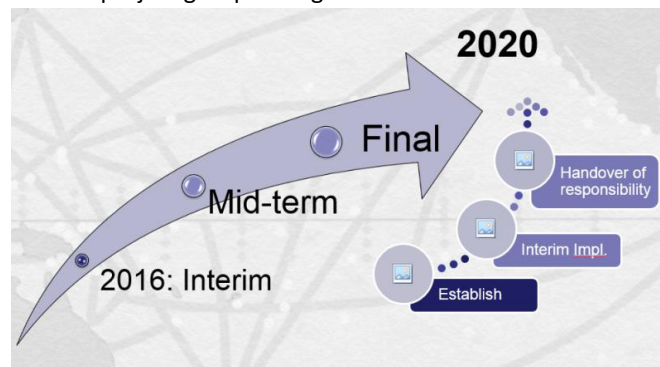 2020
Final
Mid-term
2016: Interim
Handover of
responsibility
Interim Impl.
Establish